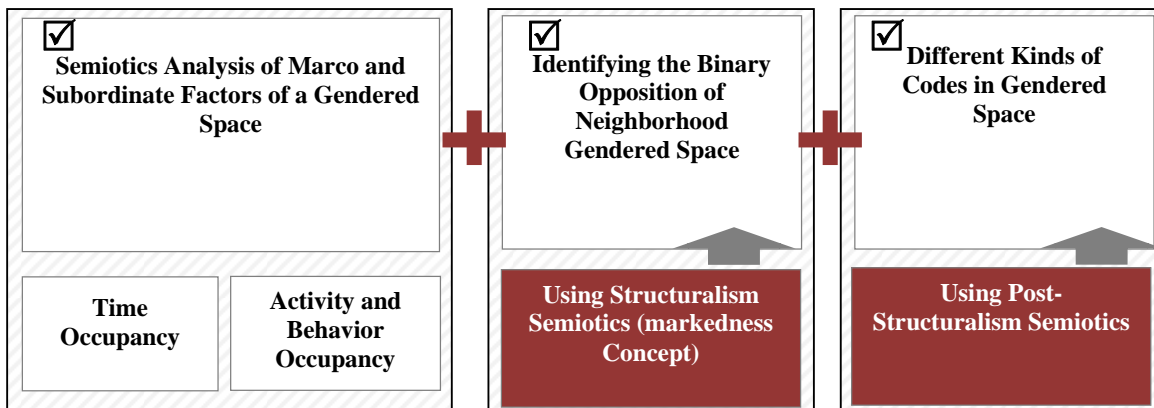 Semiotics Analysis of Marco and
Subordinate Factors of a Gendered
Space
Time
Occupancy
Activity and
Behavior
Occupancy
Identifying the Binary
Opposition of
Neighborhood
Gendered Space
Using Structuralism
Semiotics (markedness
Concept)
Different Kinds of
Codes in Gendered
Space
Using Post-
Structuralism Semiotics